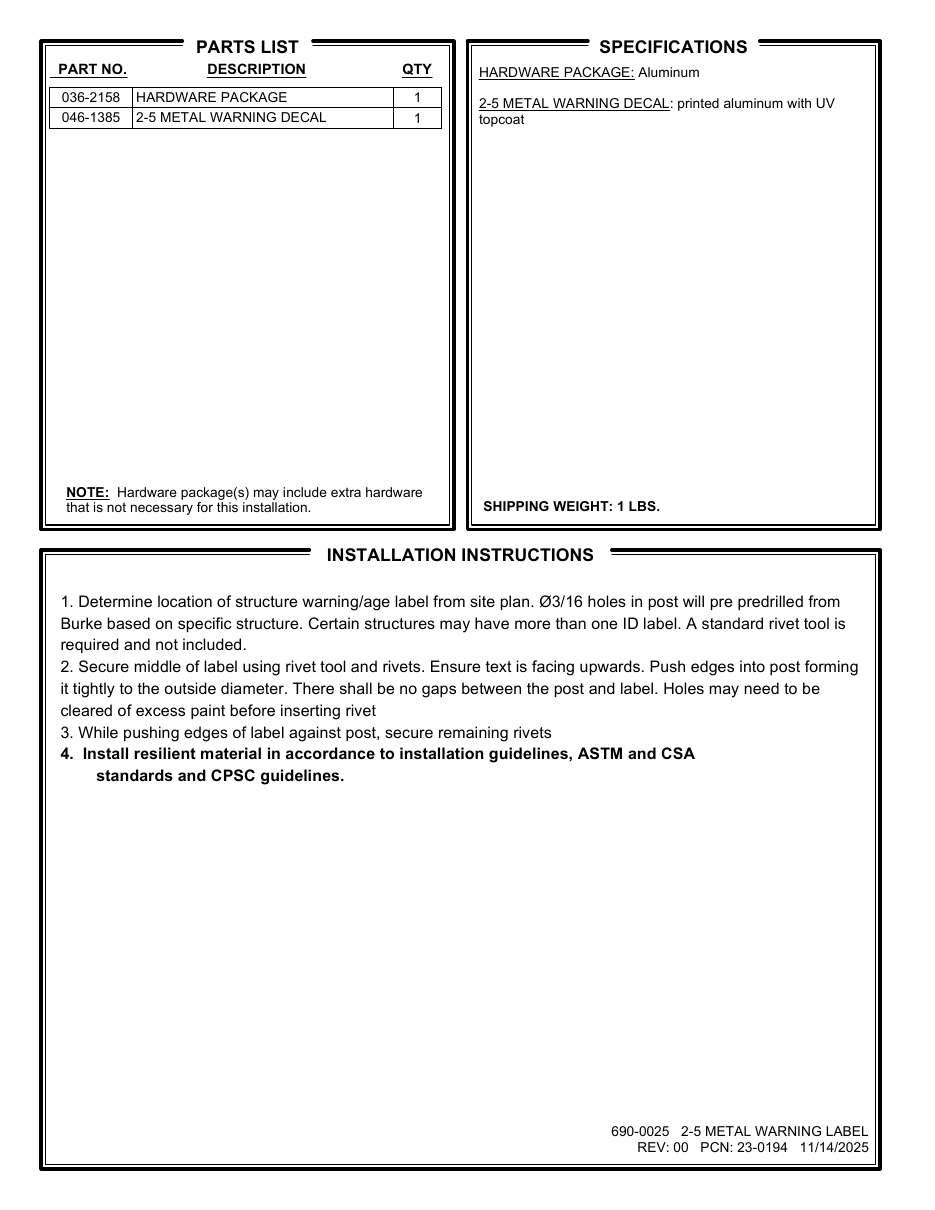 PARTS LIST
PART NO. DESCRIPTION QTY
036-2158 HARDWARE PACKAGE 1
046-1385 2-5 METAL WARNING DECAL 1
NOTE: Hardware package(s) may include extra hardware
that is not necessary for this installation.
SPECIFICATIONS
HARDWARE PACKAGE: Aluminum
2-5 METAL WARNING DECAL: printed aluminum with UV
topcoat
SHIPPING WEIGHT: 1 LBS.
INSTALLATION INSTRUCTIONS
1. Determine location of structure warning/age label from site plan. Ø3/16 holes in post will pre predrilled from
Burke based on specific structure. Certain structures may have more than one ID label. A standard rivet tool is
required and not included.
2. Secure middle of label using rivet tool and rivets. Ensure text is facing upwards. Push edges into post forming
it tightly to the outside diameter. There shall be no gaps between the post and label. Holes may need to be
cleared of excess paint before inserting rivet
3. While pushing edges of label against post, secure remaining rivets
4. Install resilient material in accordance to installation guidelines, ASTM and CSA
standards and CPSC guidelines.
690-0025 2-5 METAL WARNING LABEL
REV: 00 PCN: 23-0194 11/14/2025